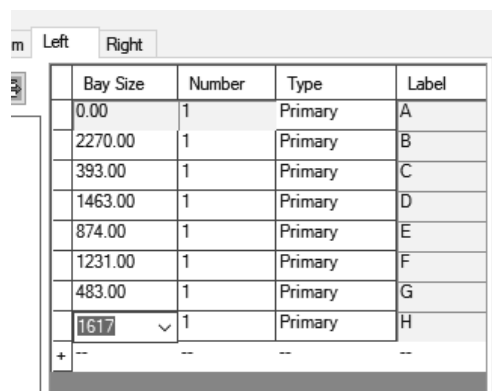 m Left Right
Bay Size Number Type Label
0.00 1 Primary A
2270.00 1 Primary B
393.00 1 Primary C
1463.00 1 Primary D
874.00 1 Primary E
1231.00 1 Primary F
483.00 1 Primary G
1617 1 Primary H
+ -- -- -- --